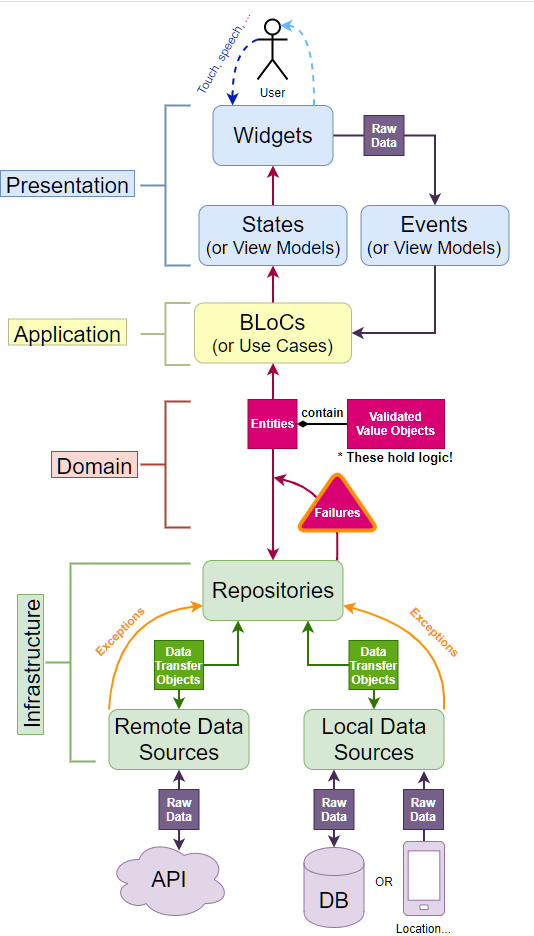 Touch, speech, ...
User
Widgets
Raw
Data
Presentation
States
(or View Models)
Events
(or View Models)
Application
BLoCs
(or Use Cases)
Entities
contain
Validated
Value Objects
* These hold logic!
Domain
Failures
Repositories
Infrastructure
Exceptions
Exceptions
Data
Transfer
Objects
Data
Transfer
Objects
Remote Data
Sources
Local Data
Sources
Raw
Data
Raw
Data
Raw
Data
API
DB
OR
Location...